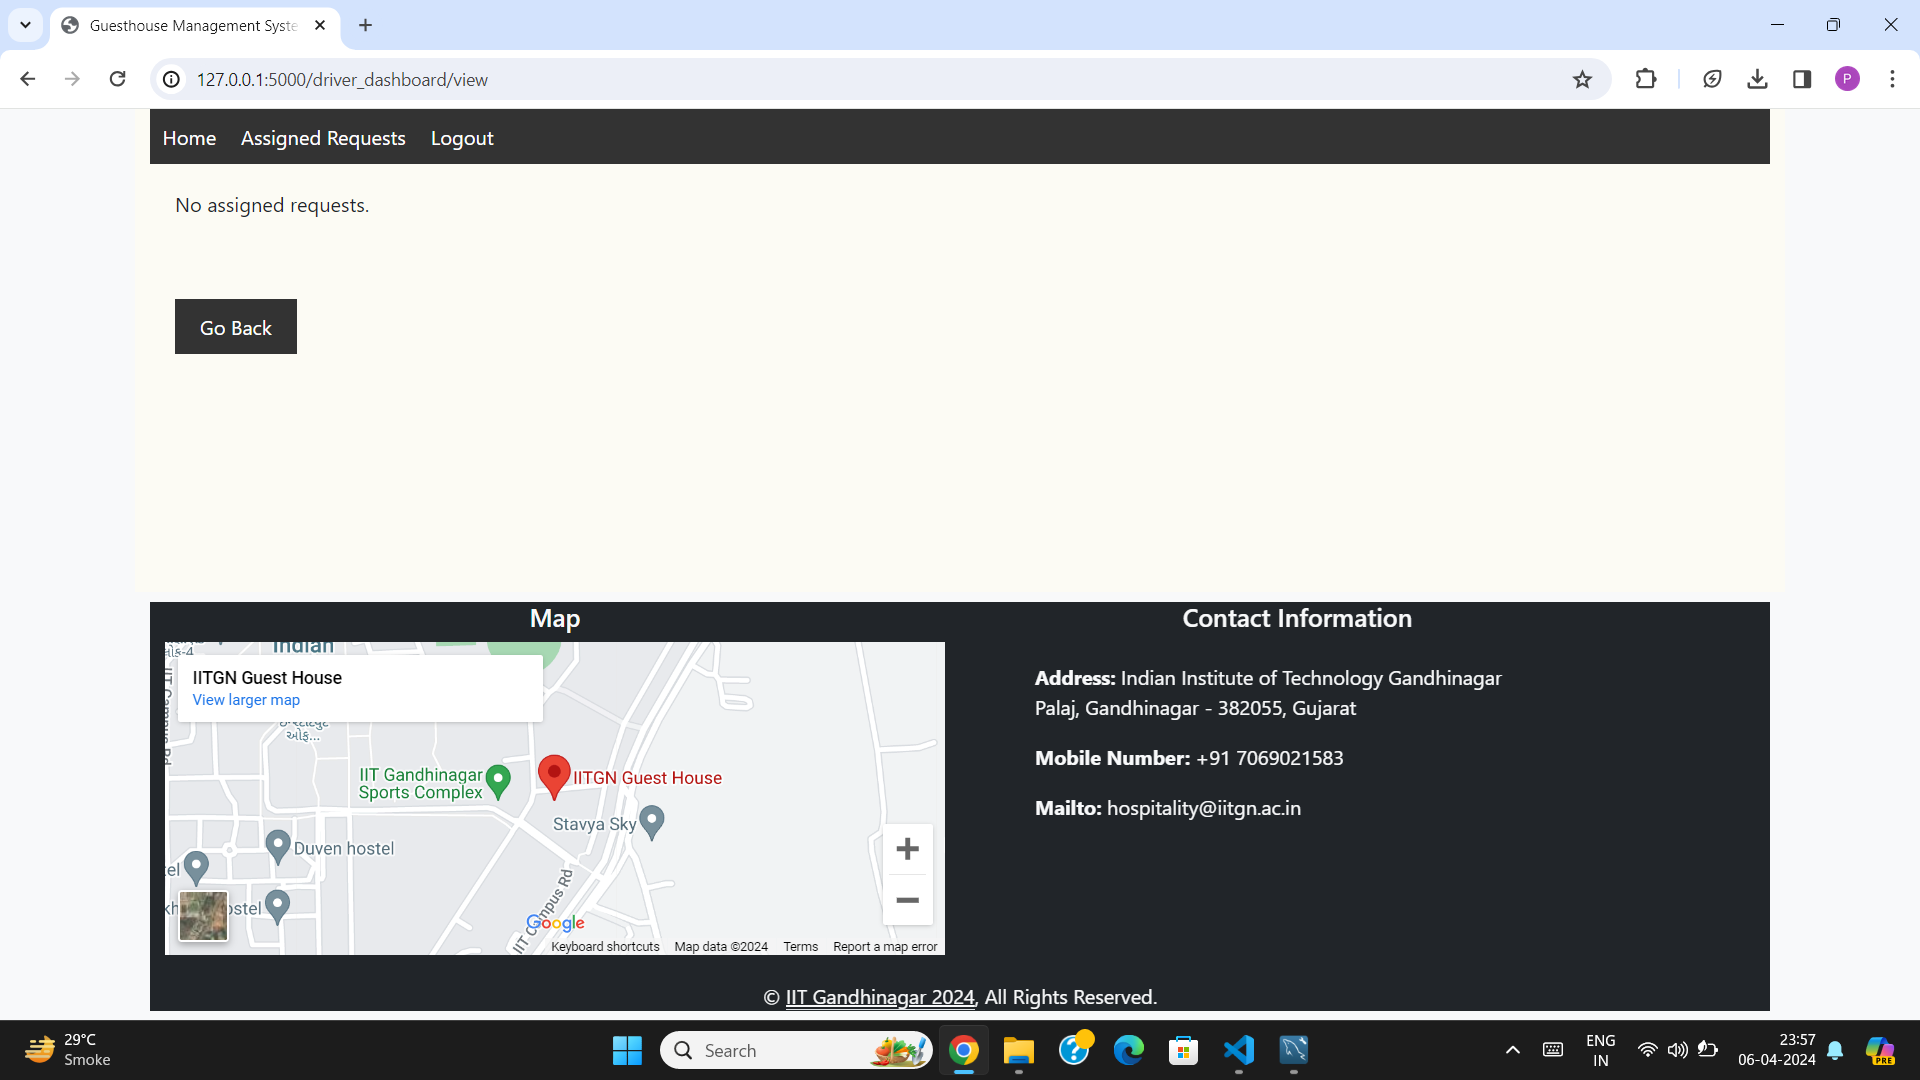 Guesthouse Management Syste
127.0.0.1:5000/driver_dashboard/view
P
Home
Assigned Requests
Logout
No assigned requests.
Go Back
Map
Contact Information
Indian
IITGN Guest House
View larger map
ઓફ...
IIT Gandhinagar
Sports Complex
IITGN Guest House
Stavya Sky
Duven hostel
IIT Campus Rd
Google
Keyboard shortcuts
Map data ©2024
Terms
Report a map error
Address: Indian Institute of Technology Gandhinagar
Palaj, Gandhinagar - 382055, Gujarat
Mobile Number: +91 7069021583
Mailto: hospitality@iitgn.ac.in
© IIT Gandhinagar 2024, All Rights Reserved.
29°C
Smoke
Search
ENG
IN
23:57
06-04-2024
PRE